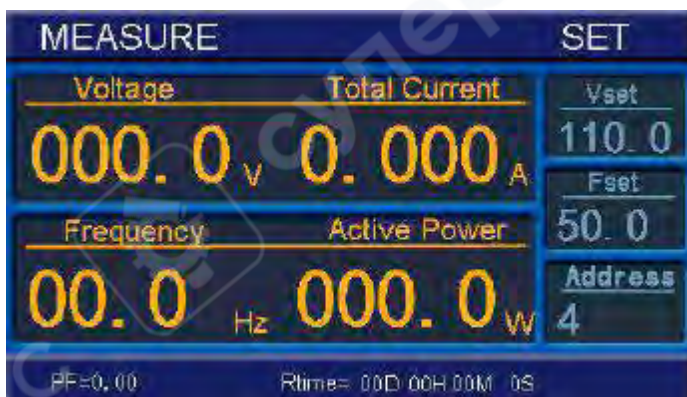 MEASURE SET
Voltage Total Current Vset
000.0 V 0.000 A 110.0
Fset
Frequency Active Power 50.0
00.0 Hz 000.0 W Address
4
PF=0.00 Rtime= 00D 00H 00M 0S
супер